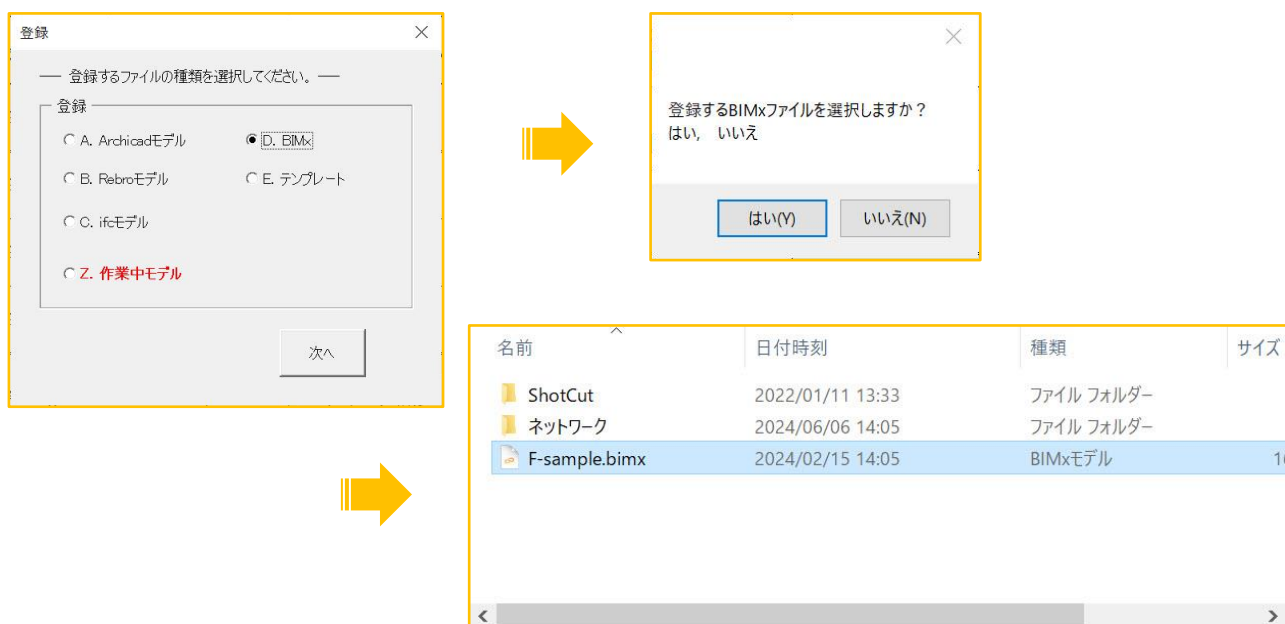 登録
登録するファイルの種類を選択してください。
登録
A. Archicadモデル
D. BIMx
B. Rebroモデル
E. テンプレート
C. ifcモデル
Z. 作業中モデル
次へ
登録するBIMxファイルを選択しますか？
はい, いいえ
はい(Y) いいえ(N)
名前 日付時刻 種類 サイズ
ShotCut 2022/01/11 13:33 ファイル フォルダー
ネットワーク 2024/06/06 14:05 ファイル フォルダー
F-sample.bimx 2024/02/15 14:05 BIMxモデル